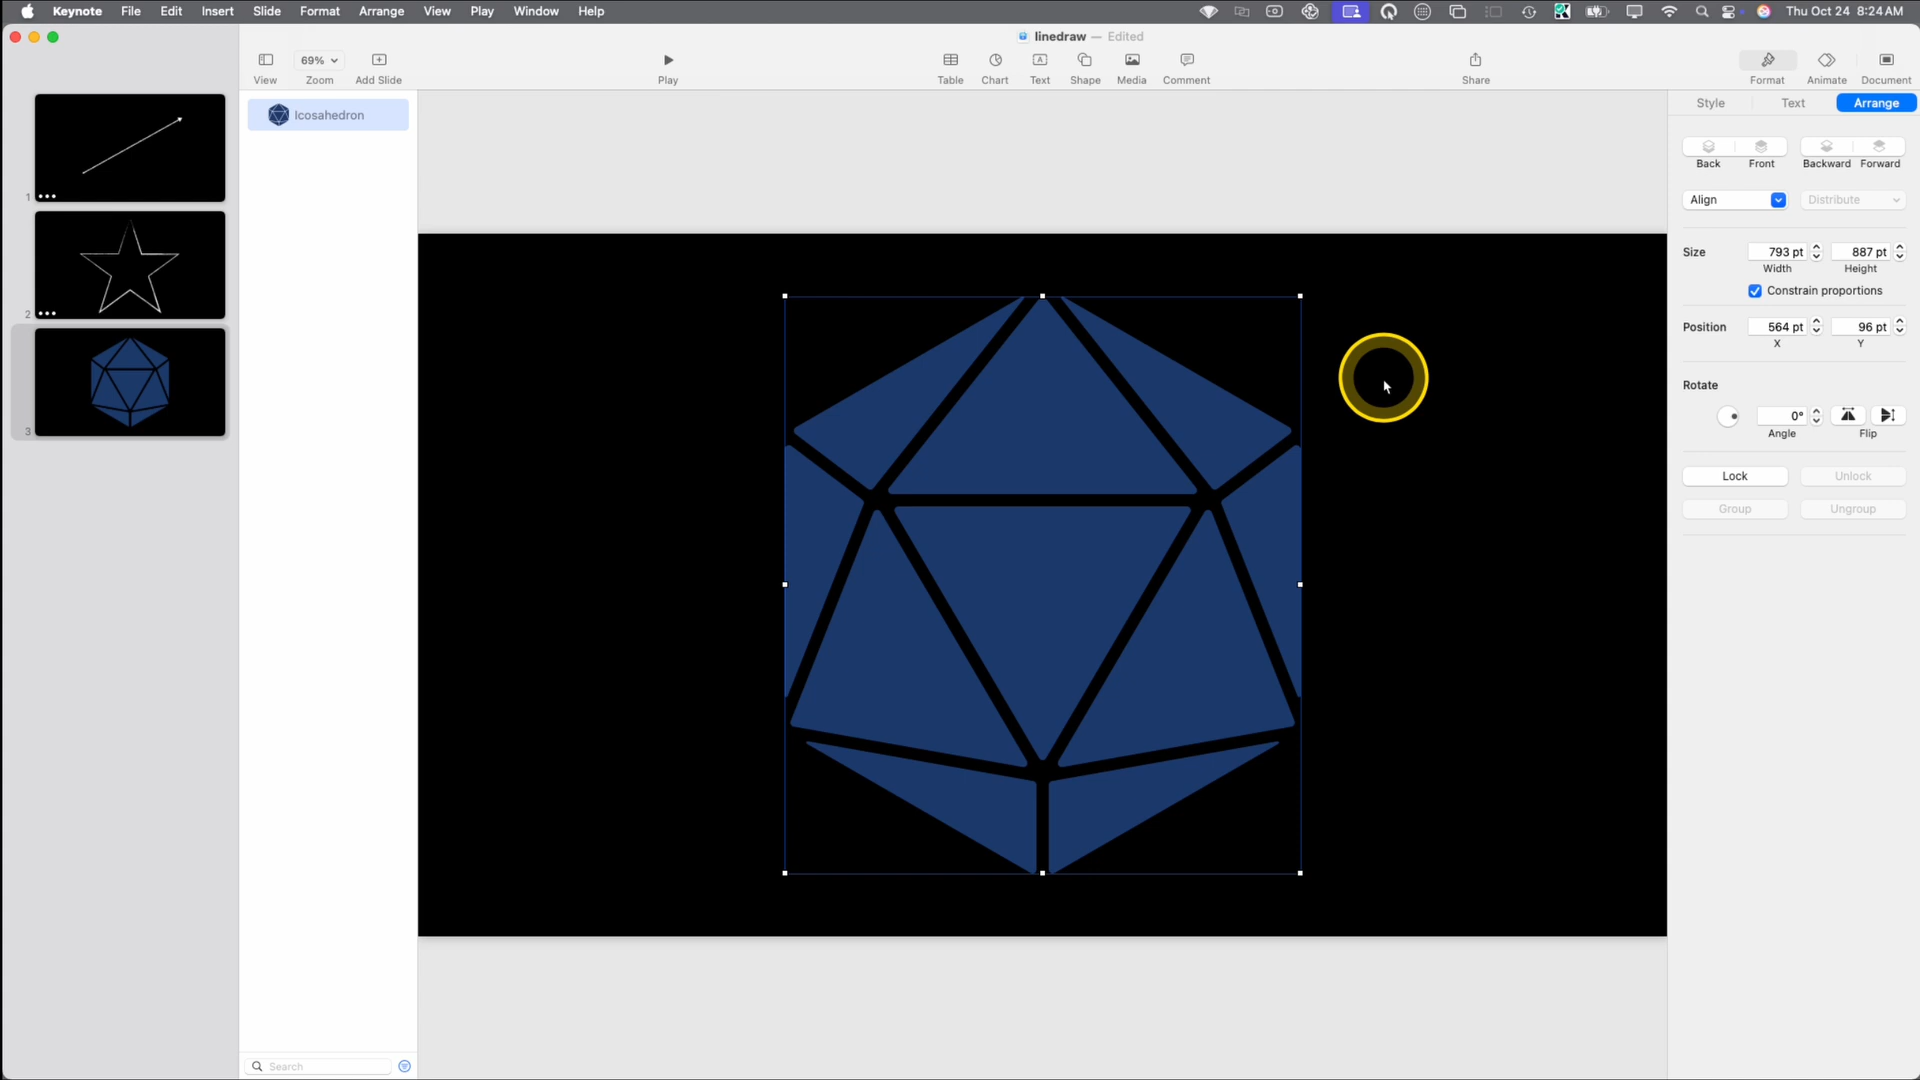 Keynote File Edit Insert Slide Format Arrange View Play Window Help Thu Oct 24 8:24 AM
linedraw — Edited
69%
View Zoom Add Slide Play Table Chart Text Shape Media Comment Share Format Animate Document
Icosahedron
Style Text Arrange
Back Front Backward Forward
Align Distribute
Size 793 pt 887 pt
Width Height
Constrain proportions
Position 564 pt 96 pt
X Y
Rotate
0°
Angle Flip
Lock Unlock
Group Ungroup
1
2
3
Search